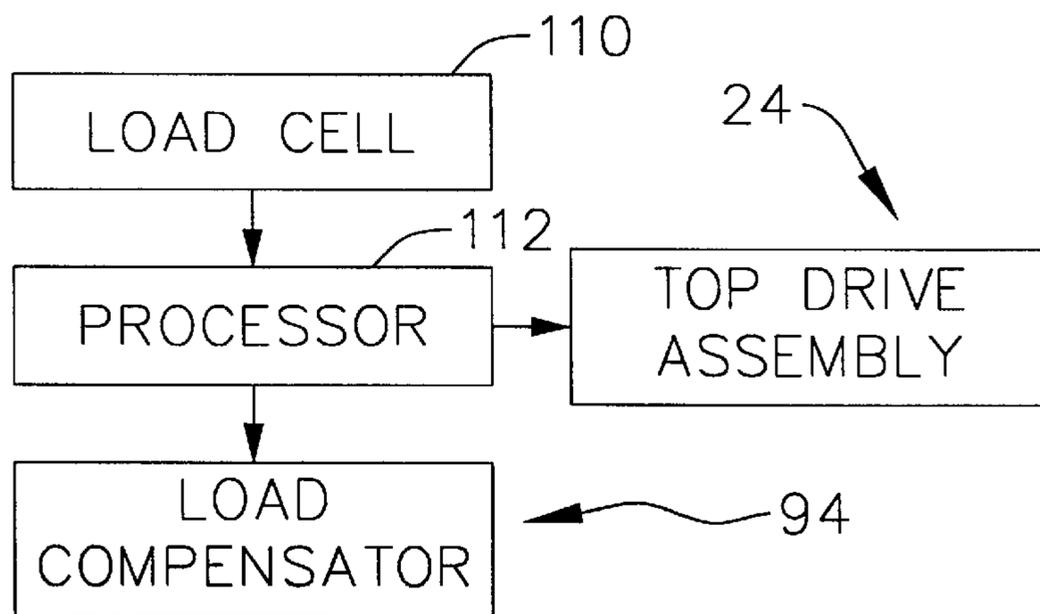 110
LOAD CELL
24
112
PROCESSOR
TOP DRIVE
ASSEMBLY
LOAD
COMPENSATOR
94